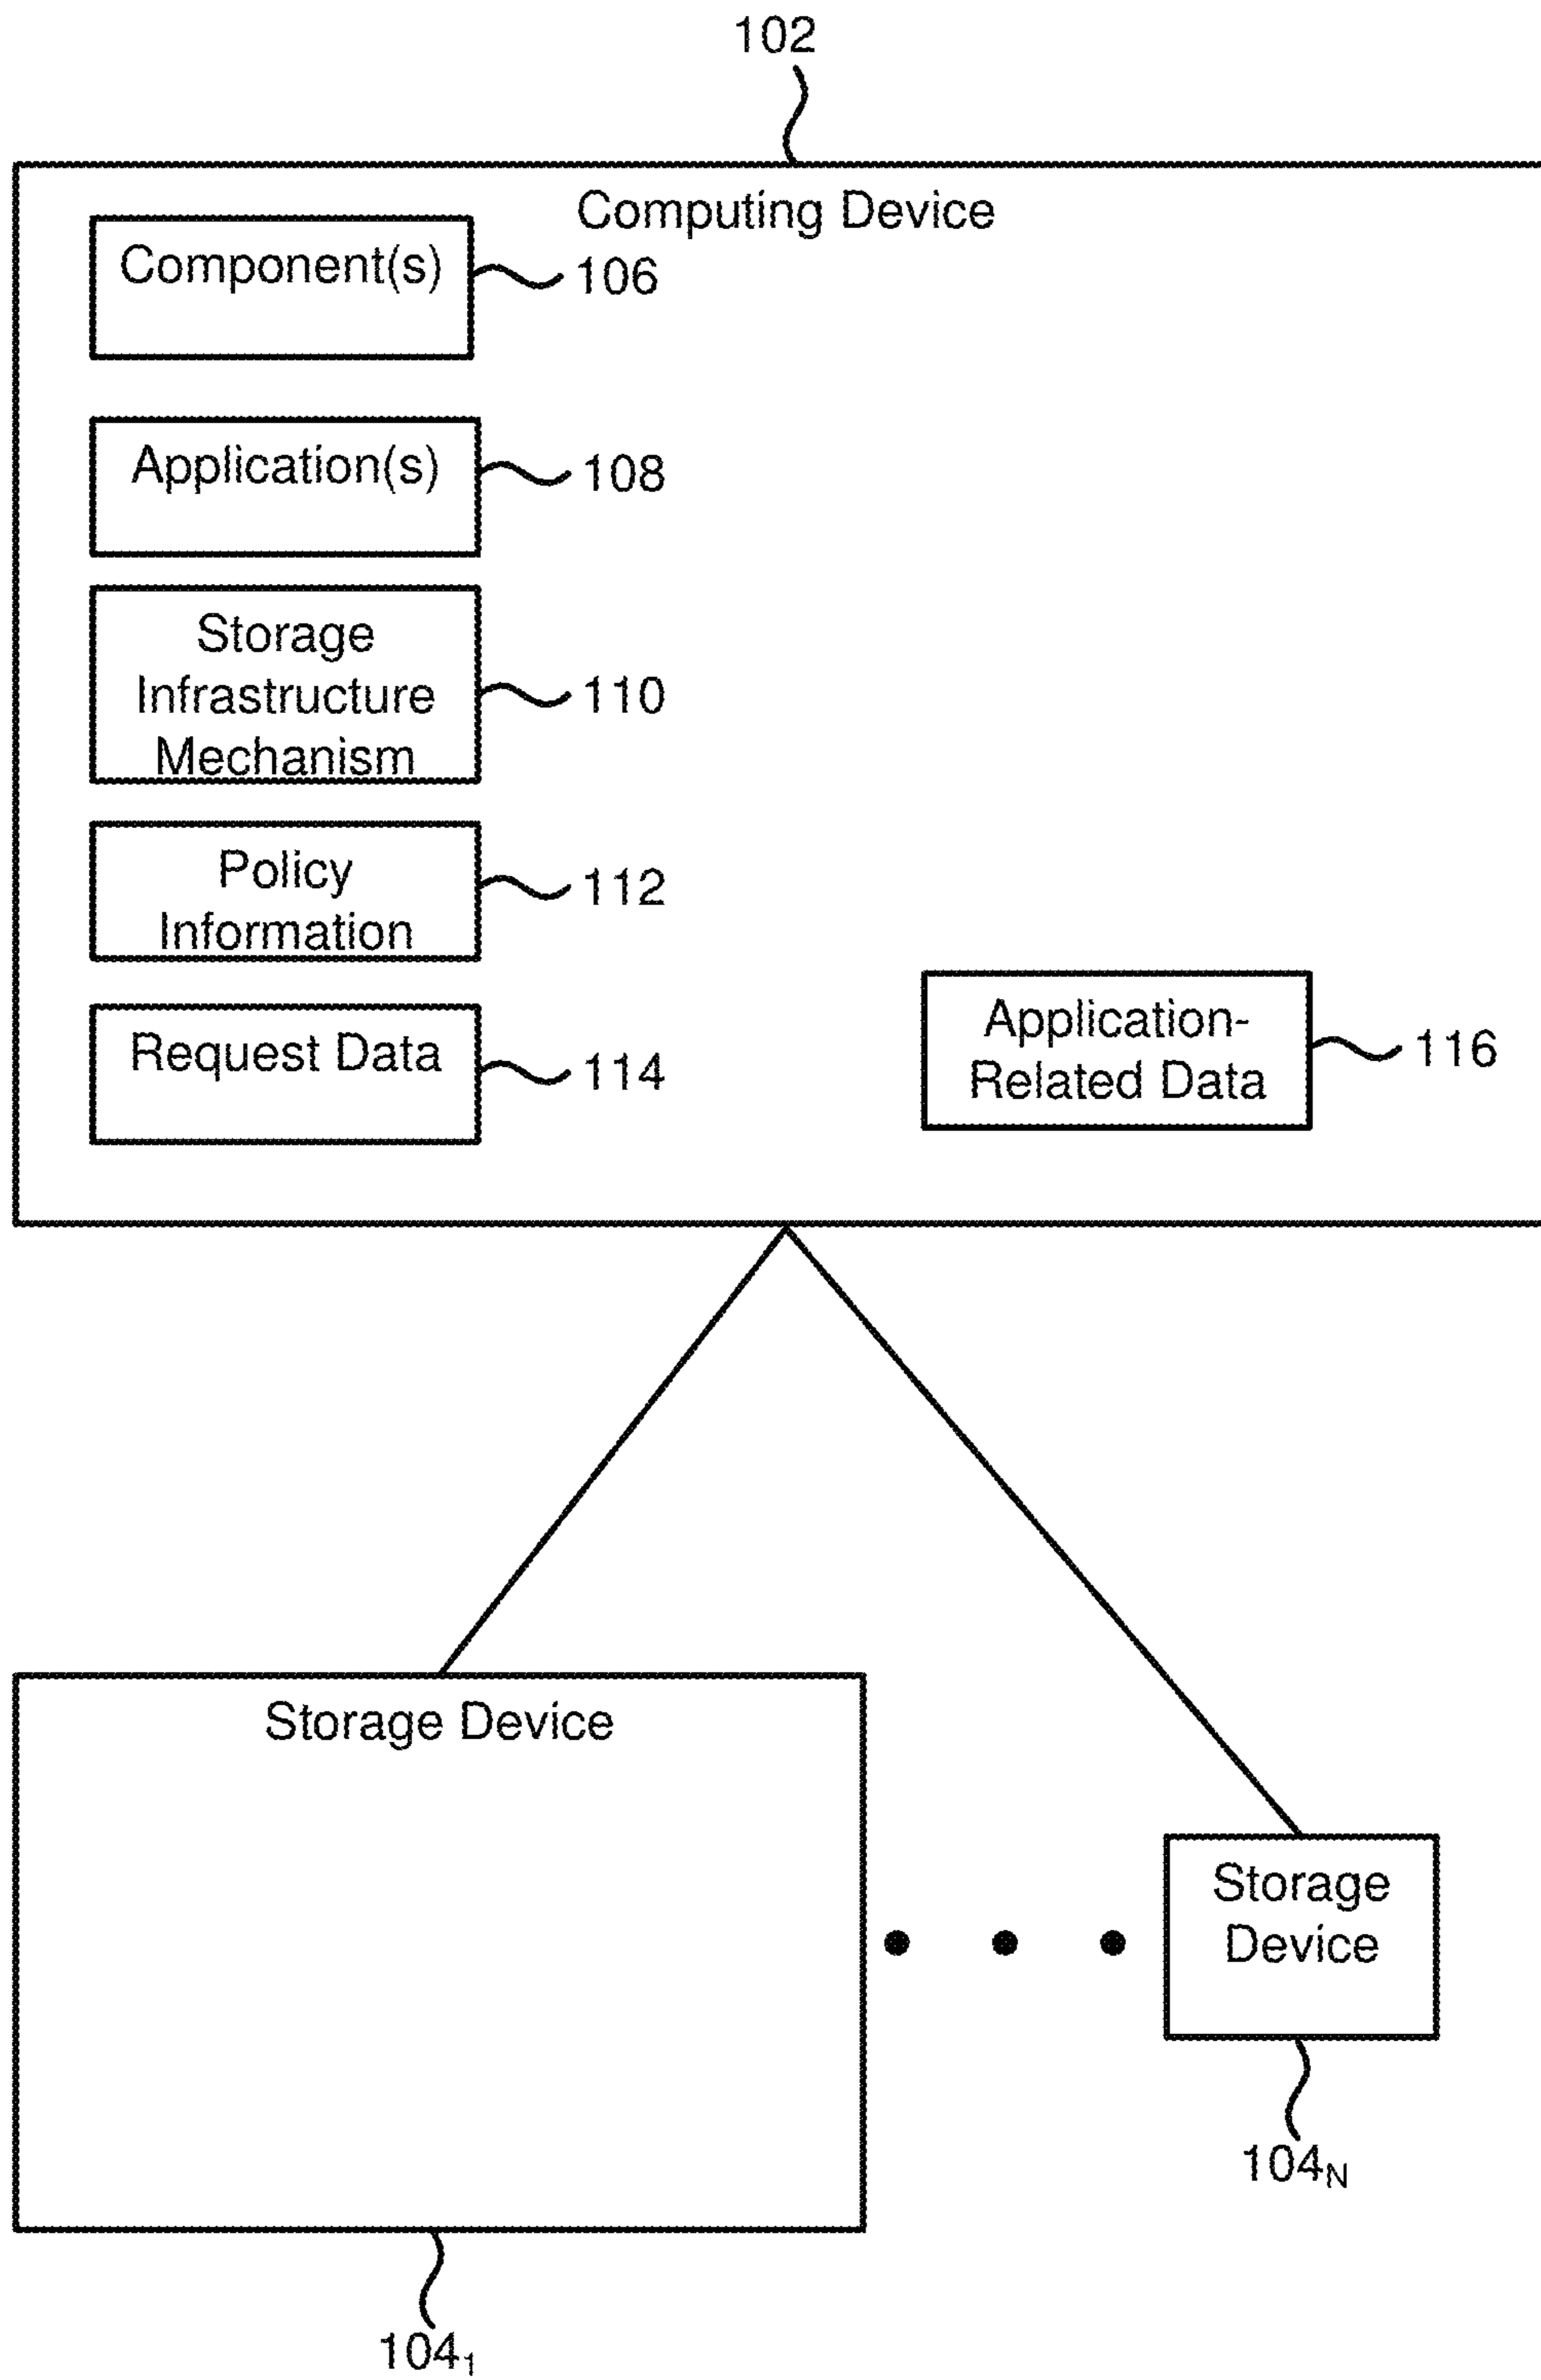 102
Computing Device
Component(s)
106
Application(s)
108
Storage
Infrastructure
Mechanism
110
Policy
Information
112
Request Data
114
Application-
Related Data
116
Storage Device
104₁
Storage
Device
104N